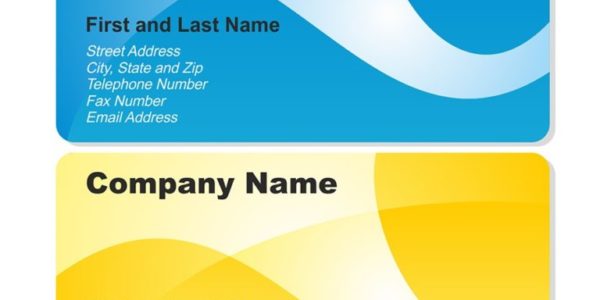 First and Last Name
Street Address
City, State and Zip
Telephone Number
Fax Number
Email Address
Company Name